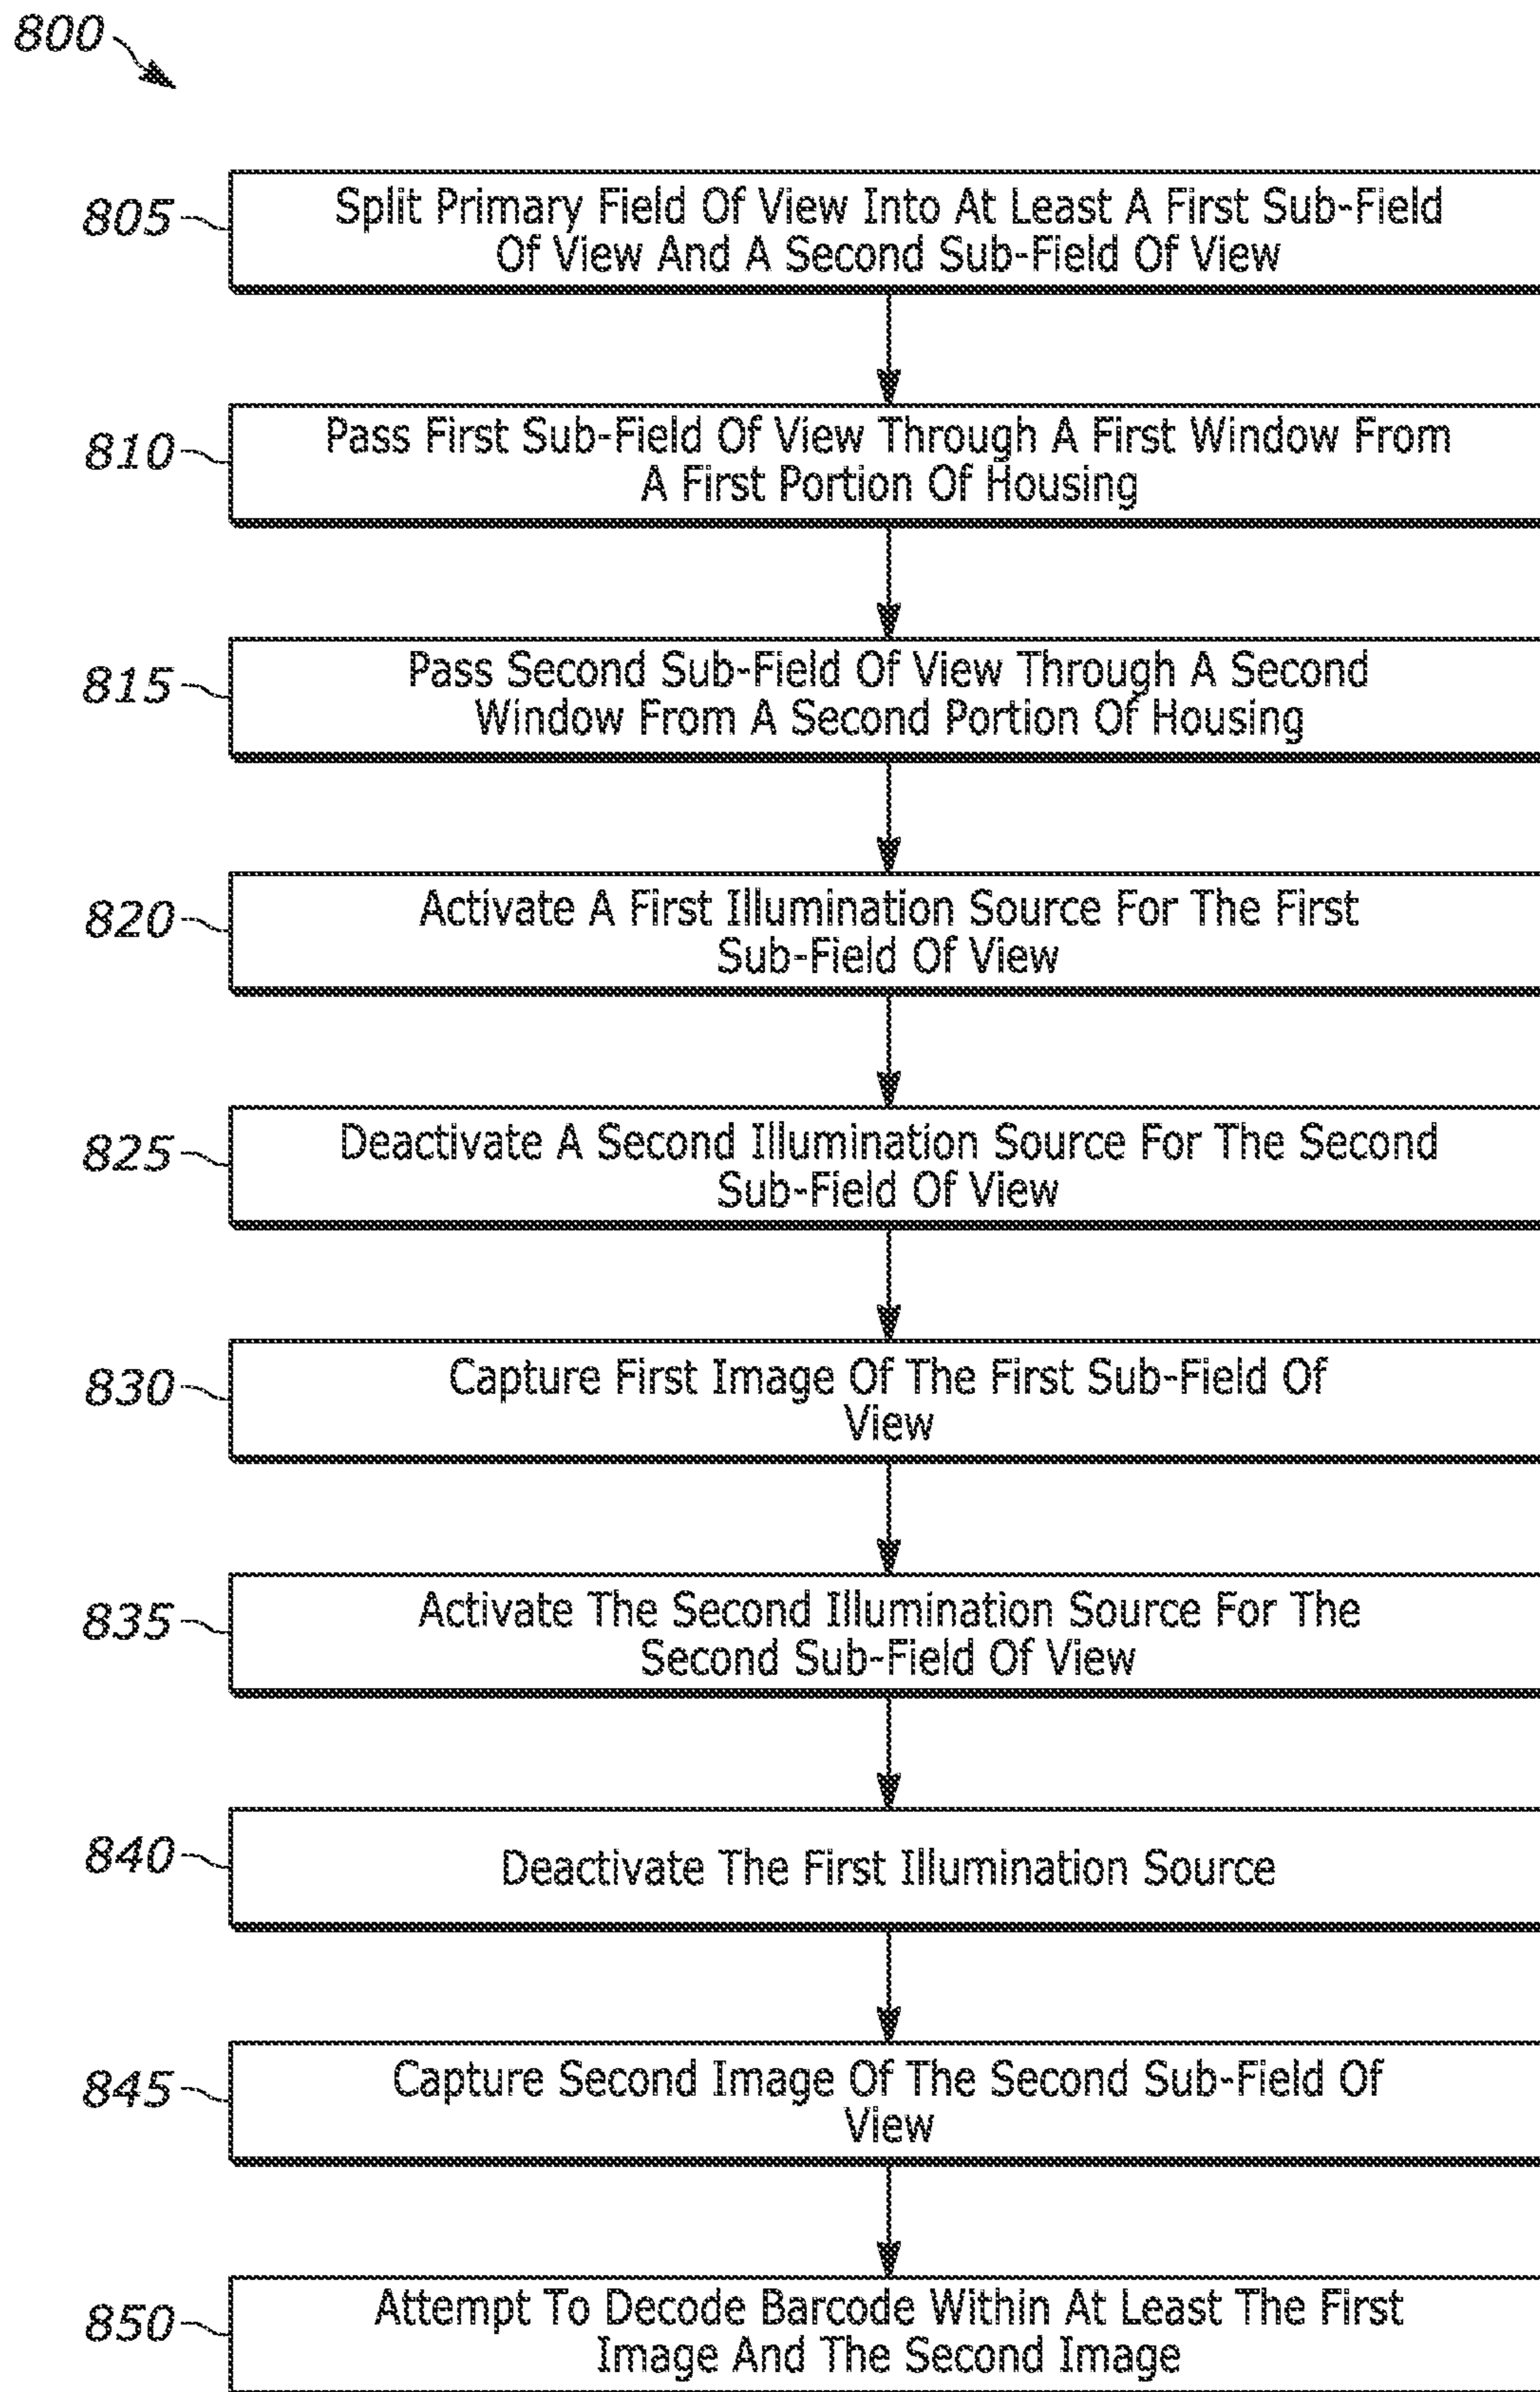 800
805
Split Primary Field Of View Into At Least A First Sub-Field
Of View And A Second Sub-Field Of View
810
Pass First Sub-Field Of View Through A First Window From
A First Portion Of Housing
815
Pass Second Sub-Field Of View Through A Second
Window From A Second Portion Of Housing
820
Activate A First Illumination Source For The First
Sub-Field Of View
825
Deactivate A Second Illumination Source For The Second
Sub-Field Of View
830
Capture First Image Of The First Sub-Field Of
View
835
Activate The Second Illumination Source For The
Second Sub-Field Of View
840
Deactivate The First Illumination Source
845
Capture Second Image Of The Second Sub-Field Of
View
850
Attempt To Decode Barcode Within At Least The First
Image And The Second Image